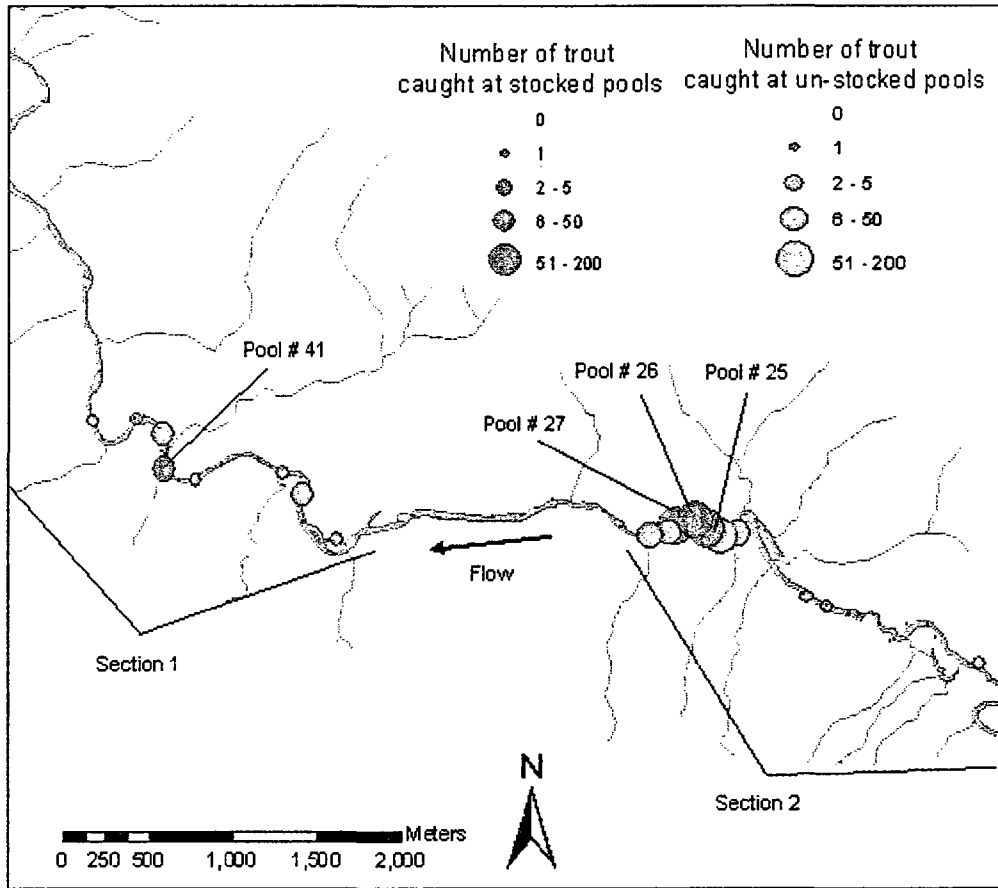 Number of trout
caught at stocked pools
0
1
2 - 5
6 - 50
51 - 200
Number of trout
caught at un-stocked pools
0
1
2 - 5
6 - 50
51 - 200
Pool # 41
Pool # 26
Pool # 25
Pool # 27
Flow
Section 1
Section 2
N
Meters
0 250 500 1,000 1,500 2,000